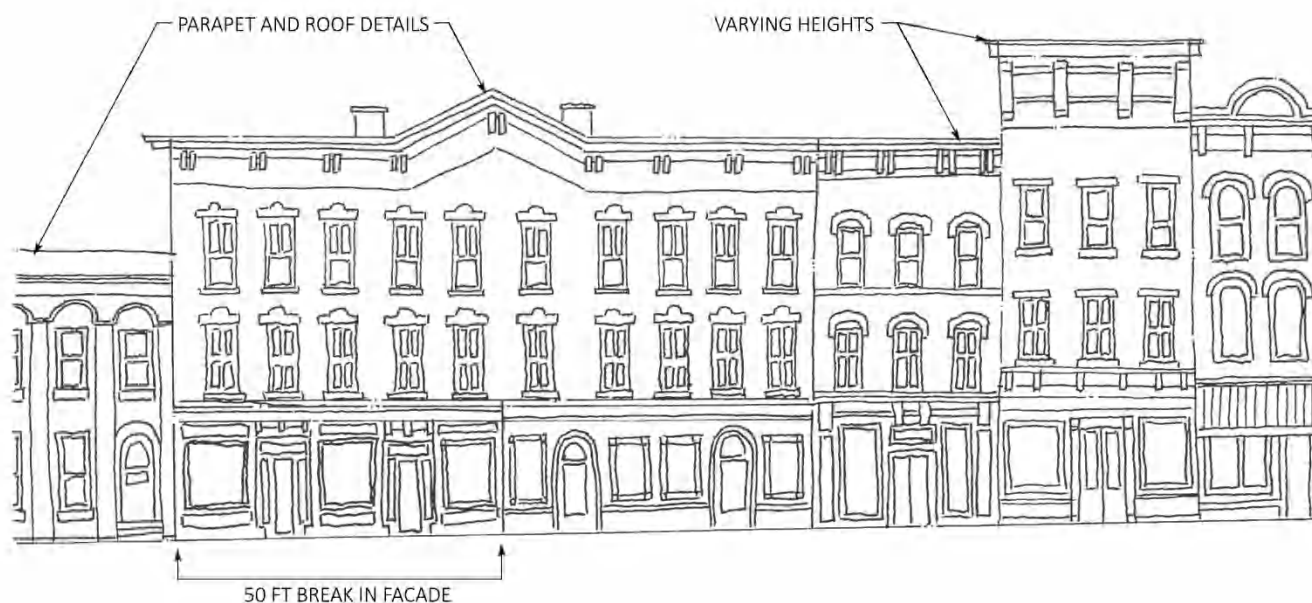 PARAPET AND ROOF DETAILS
VARYING HEIGHTS
50 FT BREAK IN FACADE